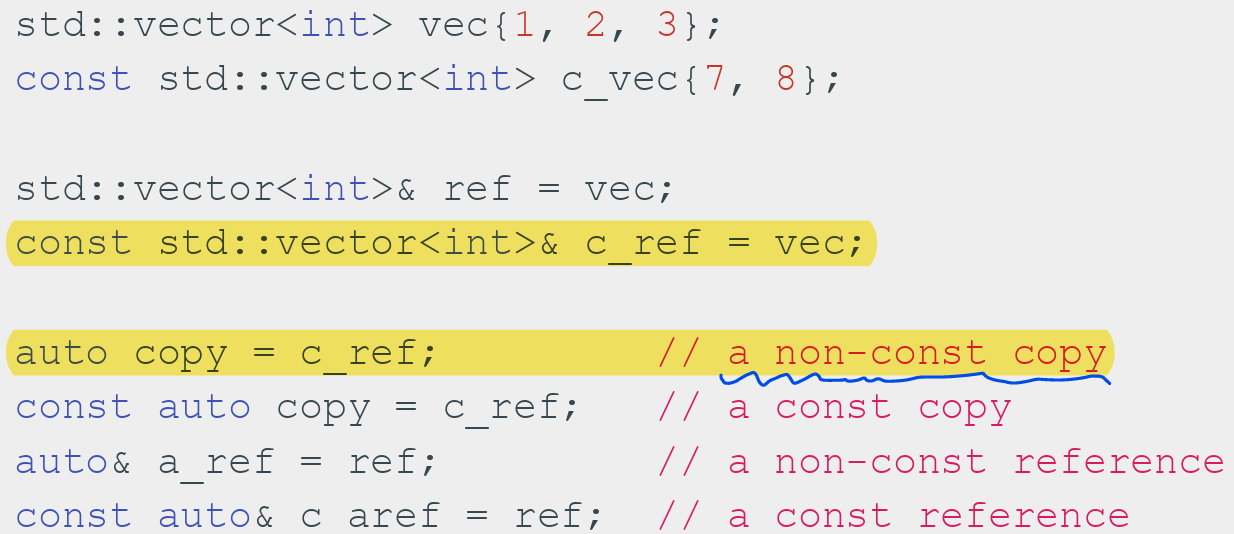 std::vector<int> vec{1, 2, 3};
const std::vector<int> c_vec{7, 8};
std::vector<int>& ref = vec;
const std::vector<int>& c_ref = vec;
auto copy = c_ref; // a non-const copy
const auto copy = c_ref; // a const copy
auto& a_ref = ref; // a non-const reference
const auto& c_aref = ref; // a const reference